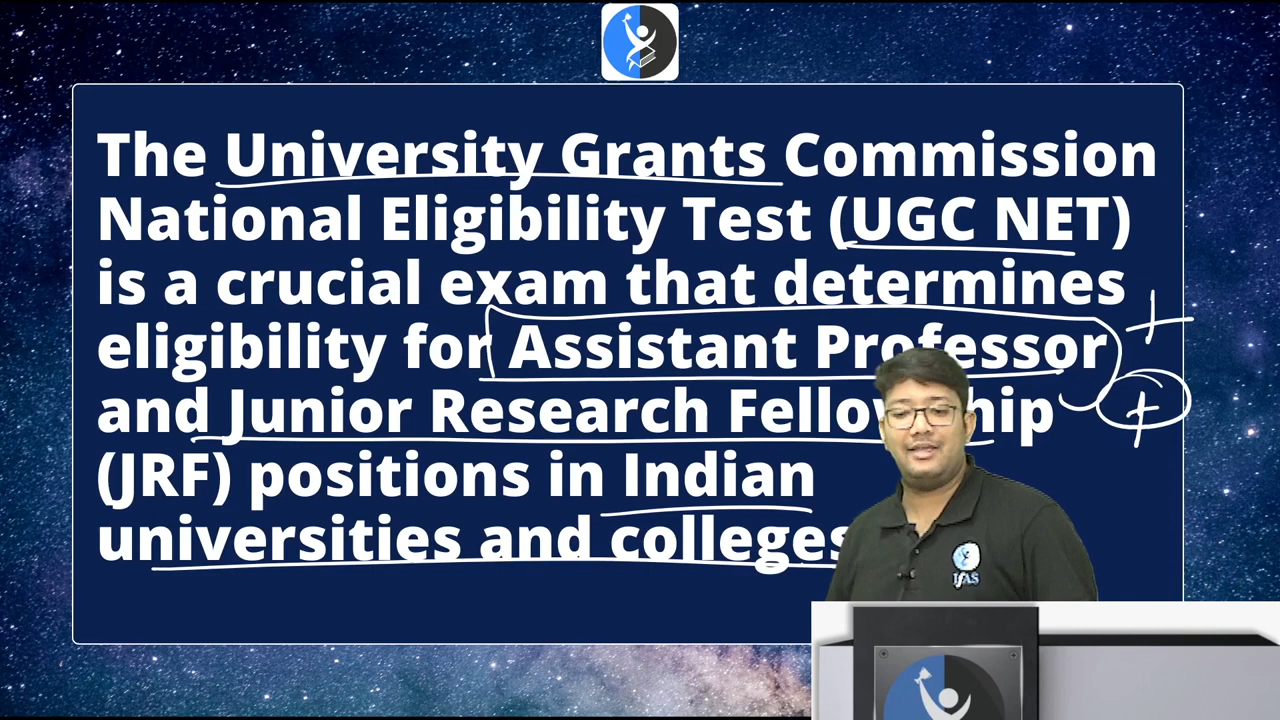 The University Grants Commission
National Eligibility Test (UGC NET)
is a crucial exam that determines
eligibility for Assistant Professor
and Junior Research Fellowship
(JRF) positions in Indian
universities and colleges
IFAS